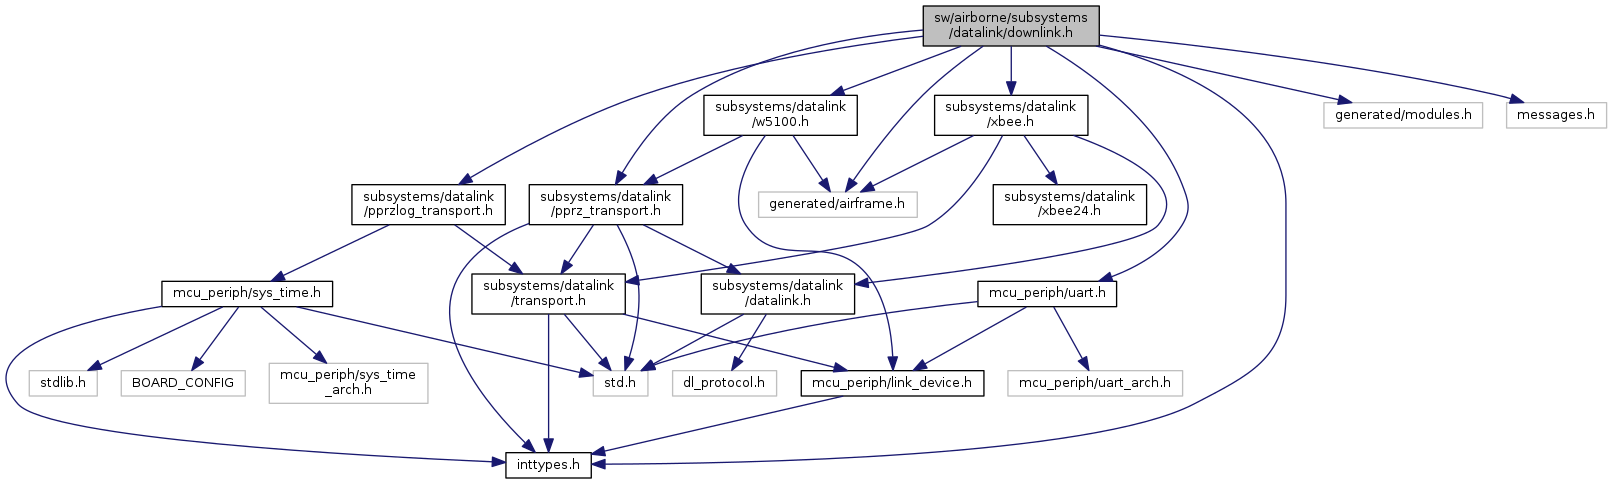 sw/airborne/subsystems
/datalink/downlink.h
subsystems/datalink
/w5100.h
subsystems/datalink
/xbee.h
generated/modules.h
messages.h
subsystems/datalink
/pprzlog_transport.h
subsystems/datalink
/pprz_transport.h
generated/airframe.h
subsystems/datalink
/xbee24.h
mcu_periph/sys_time.h
subsystems/datalink
/transport.h
subsystems/datalink
/datalink.h
mcu_periph/uart.h
stdlib.h
BOARD_CONFIG
mcu_periph/sys_time
_arch.h
std.h
dl_protocol.h
mcu_periph/link_device.h
mcu_periph/uart_arch.h
inttypes.h